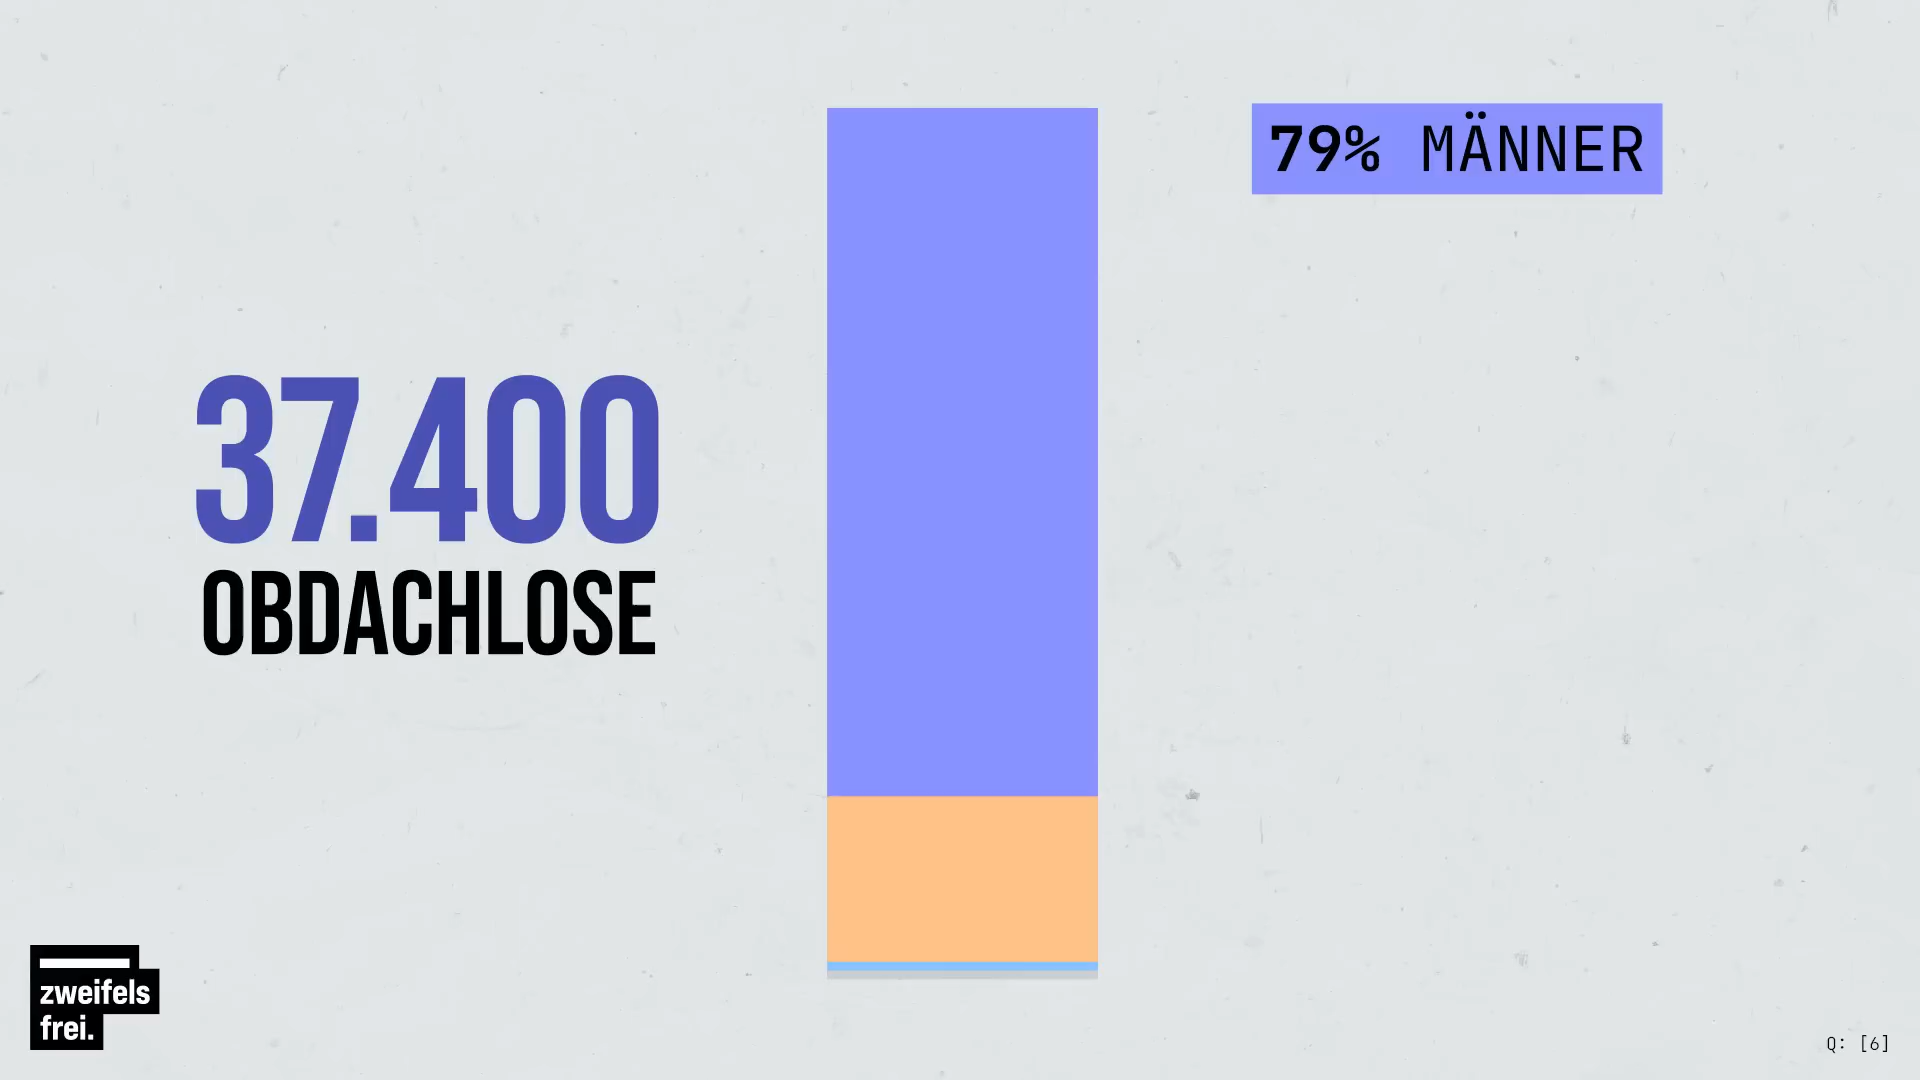 79% MÄNNER
37.400
OBDACHLOSE
zweifels
frei.
Q: [6]